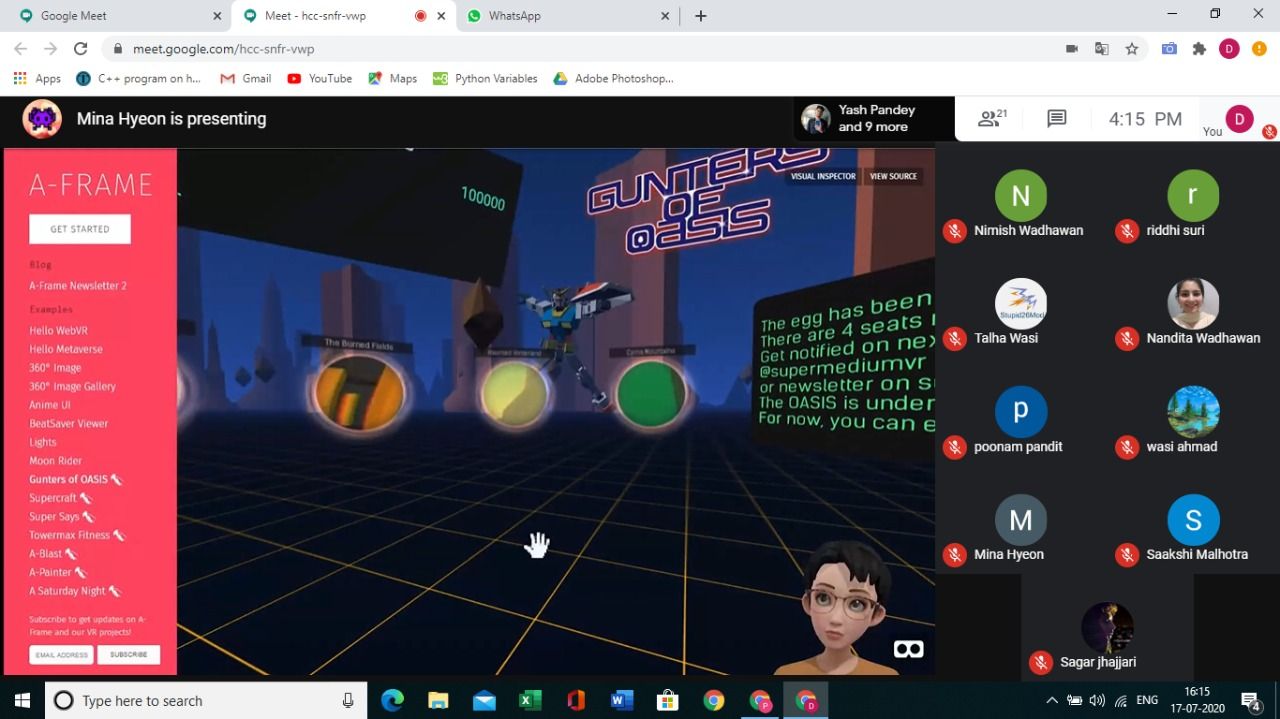 Google Meet
Meet - hcc-snfr-vwp
WhatsApp
meet.google.com/hcc-snfr-vwp
D
Apps
C++ program on h...
Gmail
YouTube
Maps
Python Variables
Adobe Photoshop...
Mina Hyeon is presenting
Yash Pandey
and 9 more
21
4:15 PM
You
D
A-FRAME
GET STARTED
Blog
A-Frame Newsletter 2
Examples
Hello WebVR
Hello Metaverse
360° Image
360° Image Gallery
Anime UI
BeatSaver Viewer
Lights
Moon Rider
Gunters of OASIS
Supercraft
Super Says
Towermax Fitness
A-Blast
A-Painter
A Saturday Night
Subscribe to get updates on A-
Frame and our VR projects!
EMAIL ADDRESS
SUBSCRIBE
100000
GUNTERS
OF
OASIS
VISUAL INSPECTOR
VIEW SOURCE
The Burned Fields
The egg has been
There are 4 seats
Get notified on nex
@supermediumvr
or newsletter on s
The OASIS is under
For now, you can e
N
Nimish Wadhawan
r
riddhi suri
Talha Wasi
Nandita Wadhawan
p
poonam pandit
wasi ahmad
M
Mina Hyeon
S
Saakshi Malhotra
Sagar jhajjari
Type here to search
ENG
16:15
17-07-2020
4